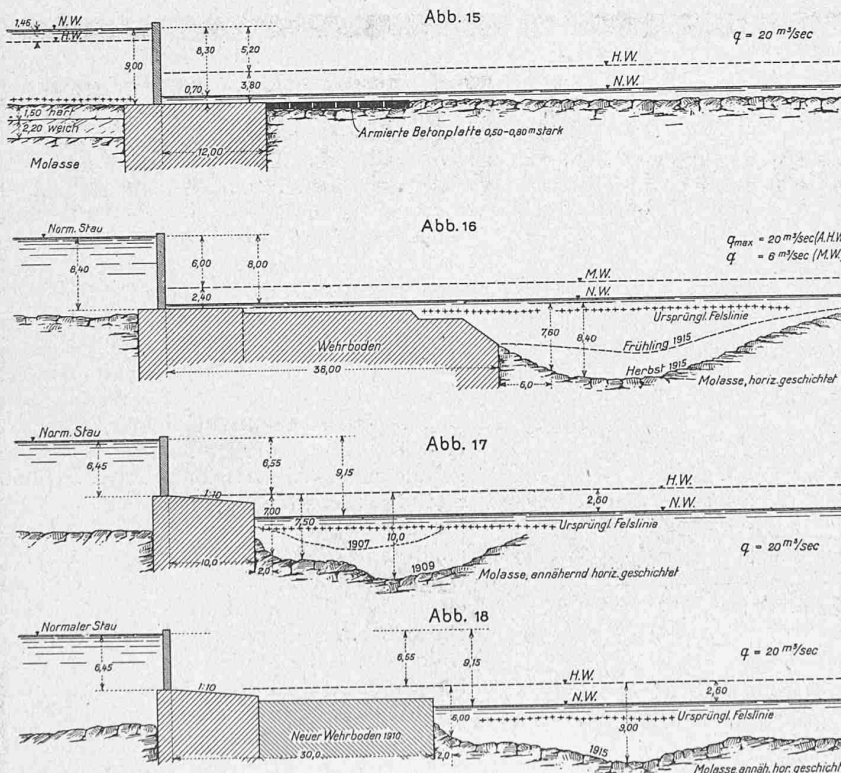 Abb. 15
1,45
N.W.
H.W.
9,00
8,30
5,20
q = 20 m³/sec
H.W.
0,70
3,80
N.W.
1,50 hart
2,20 weich
Armierte Betonplatte 0,50-0,80 m stark
12,00
Molasse
Abb. 16
Norm. Stau
8,40
6,00
8,00
qmax = 20 m³/sec (A.H.W
q = 6 m³/sec (M.W.)
M.W.
2,40
N.W.
Ursprüngl. Felslinie
7,60
8,40
Wehrboden
Frühling 1915
38,00
Herbst 1915
6,0
Molasse, horiz. geschichtet
Abb. 17
Norm. Stau
6,45
6,55
9,15
H.W.
1:10
7,00
7,50
2,60
N.W.
Ursprüngl. Felslinie
1907
10,0
10,0
2,0
1909
q = 20 m³/sec
Molasse, annähernd horiz. geschichtet
Abb. 18
Normaler Stau
6,45
6,55
9,15
q = 20 m³/sec
1:10
H.W.
2,60
N.W.
6,00
9,00
Ursprüngl. Felslinie
Neuer Wehrboden 1910
30,0
2,0
1915
Molasse annäh. hor. geschicht